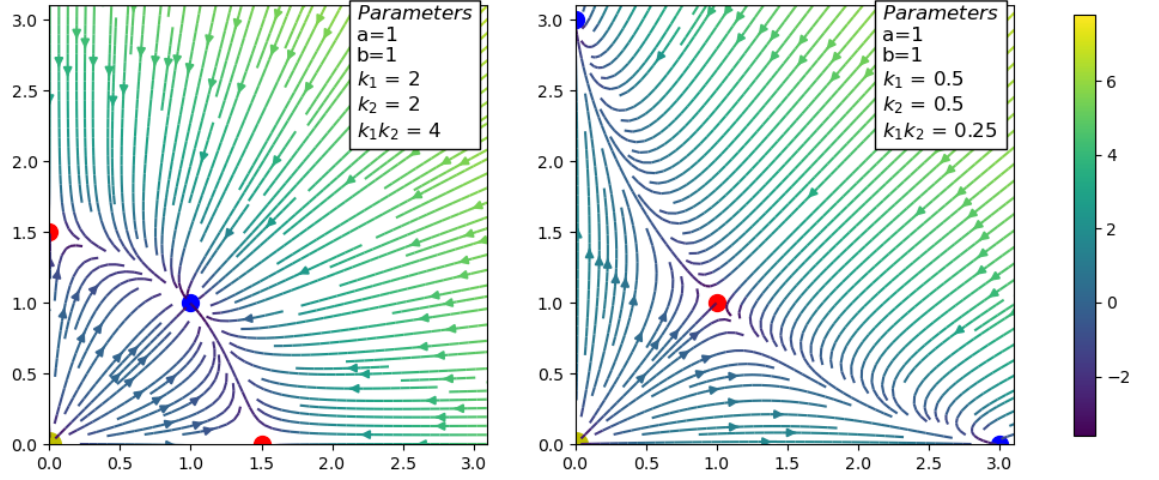 Parameters
a=1
b=1
k₁ = 2
k₂ = 2
k₁k₂ = 4
3.0
2.5
2.0
1.5
1.0
0.5
0.0
0.0 0.5 1.0 1.5 2.0 2.5 3.0
Parameters
a=1
b=1
k₁ = 0.5
k₂ = 0.5
k₁k₂ = 0.25
3.0
2.5
2.0
1.5
1.0
0.5
0.0
0.0 0.5 1.0 1.5 2.0 2.5 3.0
6
4
2
0
−2